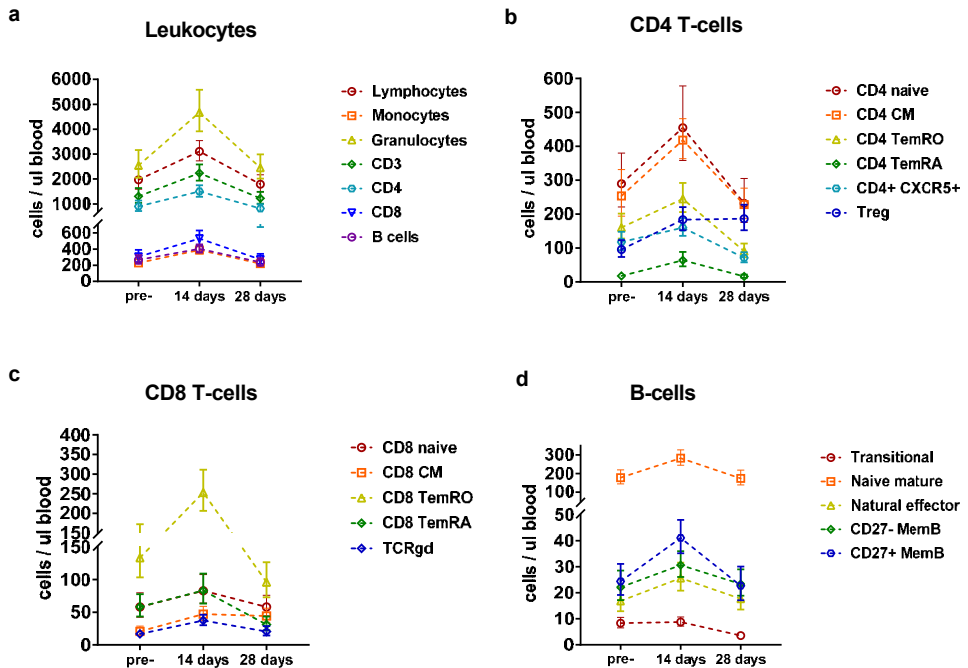 a
Leukocytes
cells / ul blood
6000
5000
4000
3000
2000
1000
600
400
200
0
pre-
14 days
28 days
Lymphocytes
Monocytes
Granulocytes
CD3
CD4
CD8
B cells
b
CD4 T-cells
cells / ul blood
600
500
400
300
200
100
0
pre-
14 days
28 days
CD4 naive
CD4 CM
CD4 TemRO
CD4 TemRA
CD4+ CXCR5+
Treg
c
CD8 T-cells
cells / ul blood
400
350
300
250
200
150
150
100
50
0
pre-
14 days
28 days
CD8 naive
CD8 CM
CD8 TemRO
CD8 TemRA
TCRgd
d
B-cells
cells / ul blood
300
200
100
50
40
30
20
10
0
pre-
14 days
28 days
Transitional
Naive mature
Natural effector
CD27- MemB
CD27+ MemB